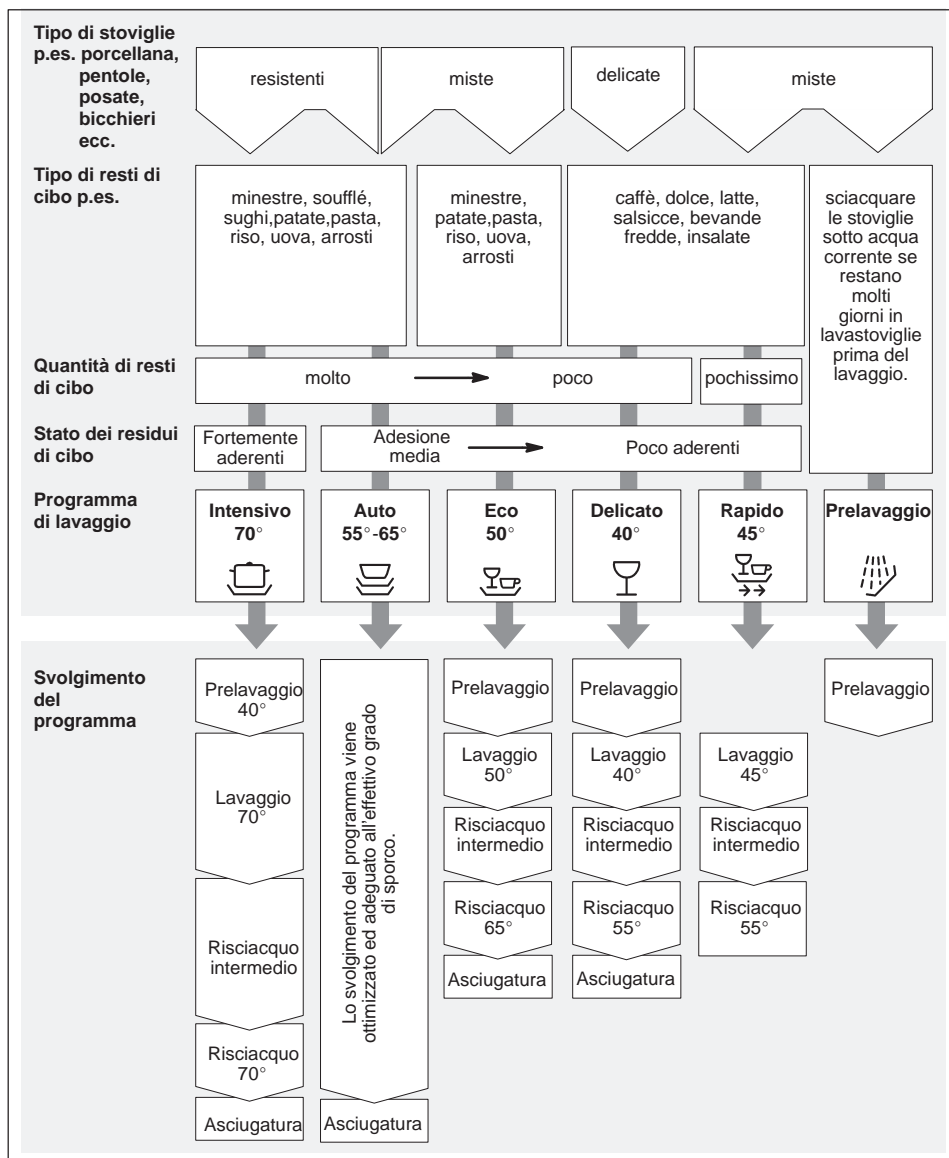 Tipo di stoviglie
p.es. porcellana,
pentole,
posate,
bicchieri
ecc.
resistenti
miste
delicate
miste
Tipo di resti di
cibo p.es.
minestre, soufflé,
sughi,patate,pasta,
riso, uova, arrosti
minestre,
patate,pasta,
riso, uova,
arrosti
caffè, dolce, latte,
salsicce, bevande
fredde, insalate
sciacquare
le stoviglie
sotto acqua
corrente se
restano
molti
giorni in
lavastoviglie
prima del
lavaggio.
Quantità di resti
di cibo
molto
poco
pochissimo
Stato dei residui
di cibo
Fortemente
aderenti
Adesione
media
Poco aderenti
Programma
di lavaggio
Intensivo
70°
Auto
55°-65°
Eco
50°
Delicato
40°
Rapido
45°
Prelavaggio
Svolgimento
del
programma
Prelavaggio
40°
Lavaggio
70°
Risciacquo
intermedio
Risciacquo
70°
Asciugatura
Lo svolgimento del programma viene
ottimizzato ed adeguato all'effettivo grado
di sporco.
Asciugatura
Prelavaggio
Lavaggio
50°
Risciacquo
intermedio
Risciacquo
65°
Asciugatura
Prelavaggio
Lavaggio
40°
Risciacquo
intermedio
Risciacquo
55°
Asciugatura
Lavaggio
45°
Risciacquo
intermedio
Risciacquo
55°
Prelavaggio